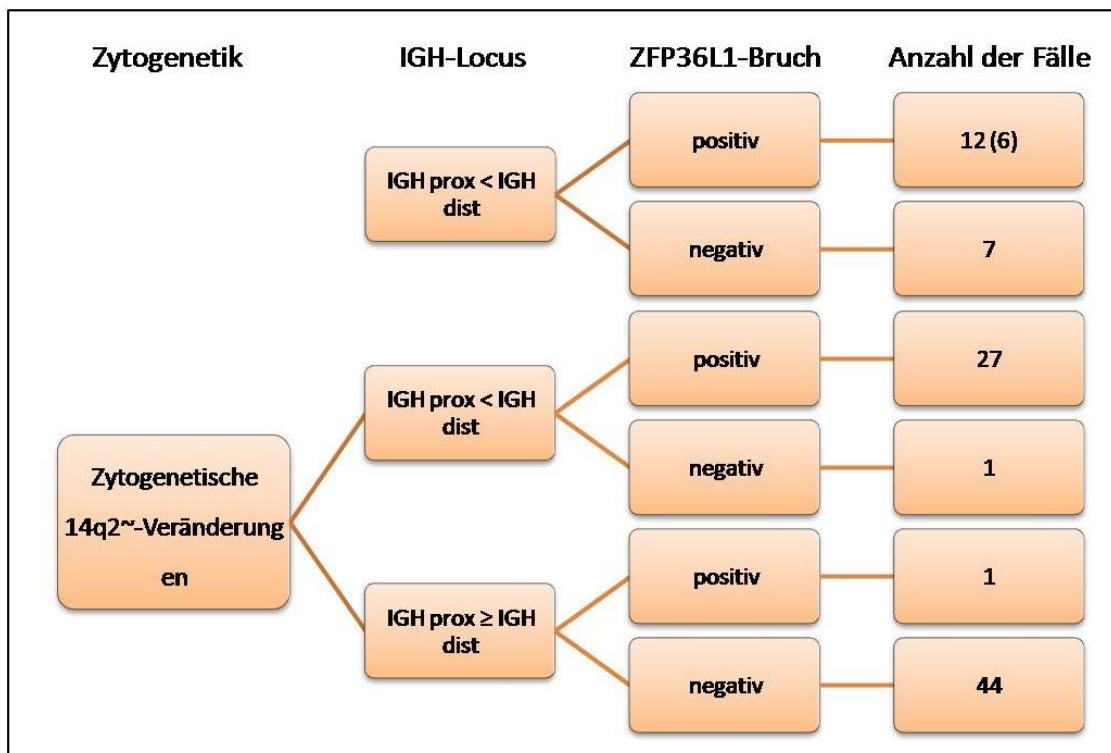 Zytogenetik
IGH-Locus
ZFP36L1-Bruch
Anzahl der Fälle
IGH prox < IGH
dist
positiv
12 (6)
negativ
7
Zytogenetische
14q2~-Veränderung
en
IGH prox < IGH
dist
positiv
27
negativ
1
IGH prox ≥ IGH
dist
positiv
1
negativ
44